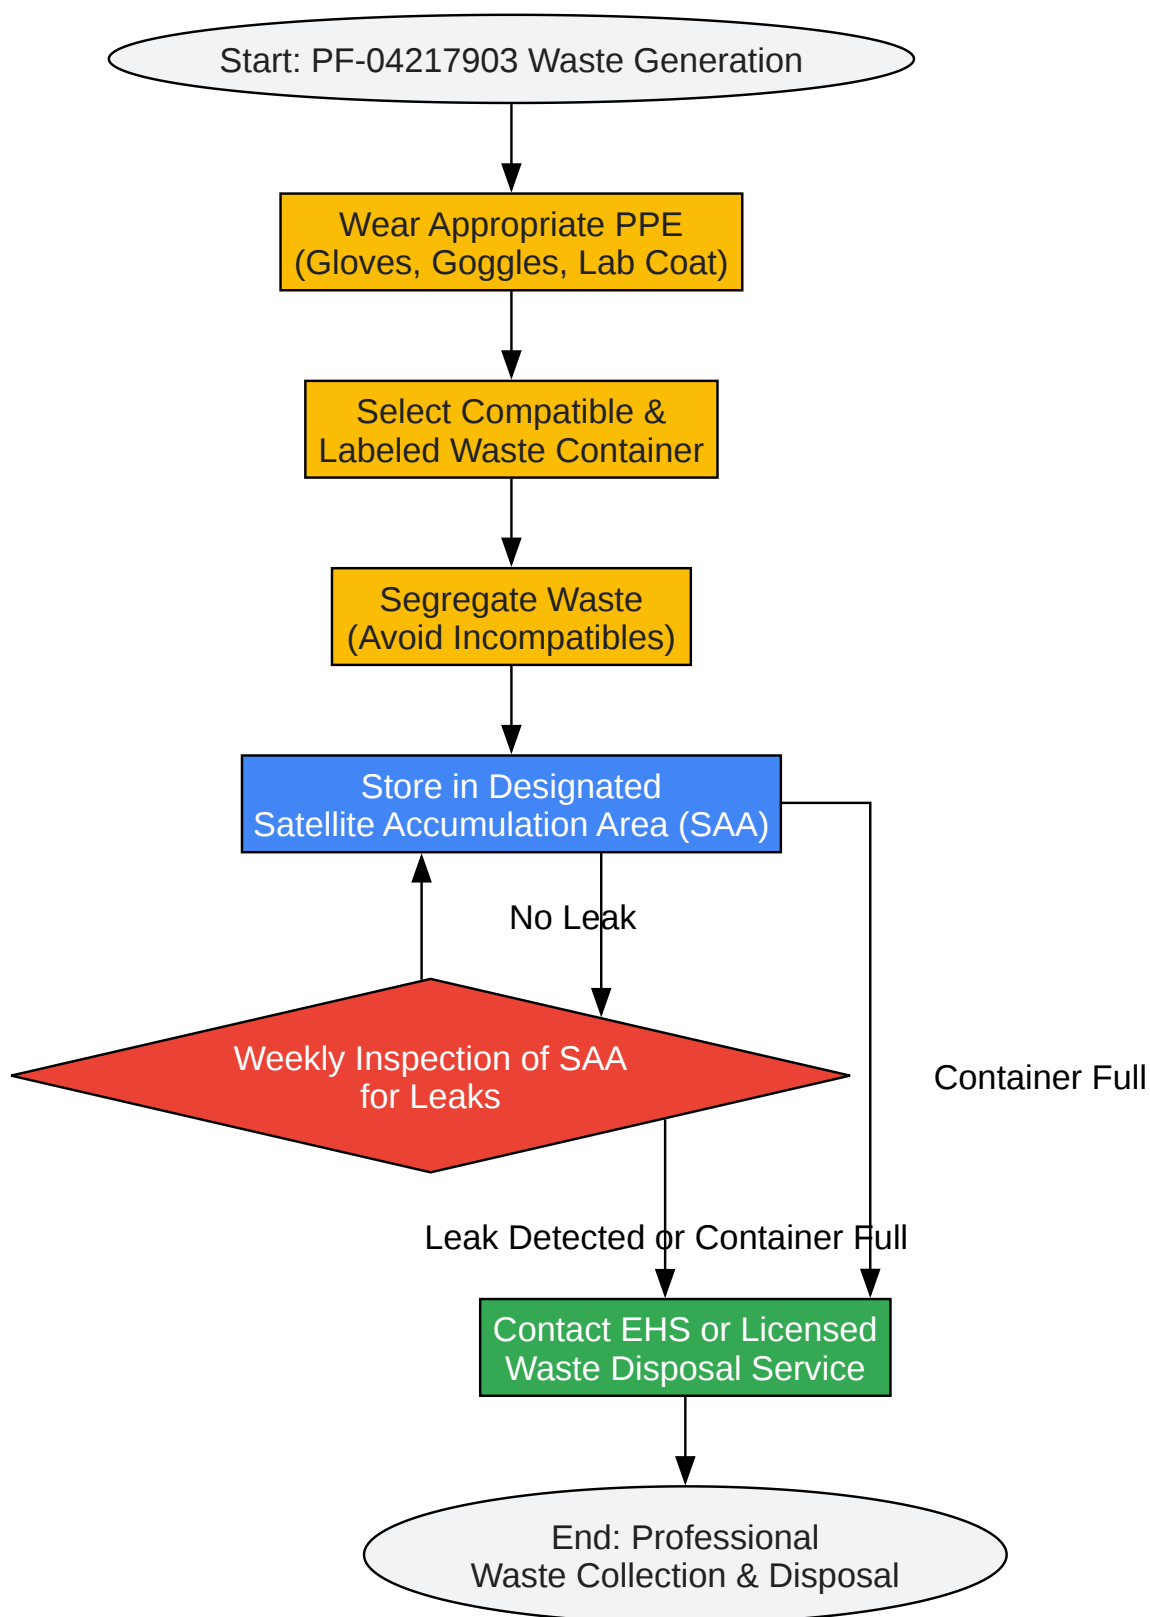 Start: PF-04217903 Waste Generation
Wear Appropriate PPE
(Gloves, Goggles, Lab Coat)
Select Compatible &
Labeled Waste Container
Segregate Waste
(Avoid Incompatibles)
Store in Designated
Satellite Accumulation Area (SAA)
No Leak
Weekly Inspection of SAA
for Leaks
Container Full
Leak Detected or Container Full
Contact EHS or Licensed
Waste Disposal Service
End: Professional
Waste Collection & Disposal